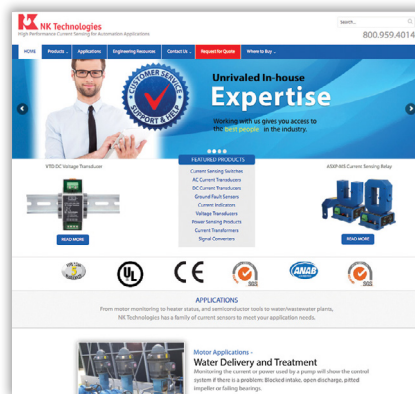 NK Technologies
High Performance Current Sensing for Automation Applications
Search...
800.959.4014
HOME Products Applications Engineering Resources Contact Us Request for Quote Where to Buy
CUSTOMER SERVICE
SUPPORT & HELP
Unrivaled In-house
Expertise
Working with us gives you access to
the best people in the industry.
VTD DC Voltage Transducer
FEATURED PRODUCTS
ASXP-MS Current Sensing Relay
Current Sensing Switches
AC Current Transducers
DC Current Transducers
Ground Fault Sensors
Current Indicators
Voltage Transducers
Power Sensing Products
Current Transformers
Signal Converters
READ MORE
READ MORE
UL
CE
SGS
ANAB
SGS
APPLICATIONS
From motor monitoring to heater status, and semiconductor tools to water/wastewater plants,
NK Technologies has a family of current sensors to meet your application needs.
Motor Applications -
Water Delivery and Treatment
Monitoring the current or power used by a pump will show the control
system if there is a problem: Blocked intake, open discharge, pitted
impeller or failing bearings.